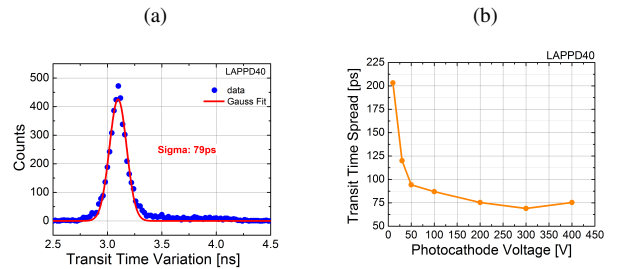 (a)
LAPPD40
data
Gauss Fit
Sigma: 79ps
Counts
500
400
300
200
100
0
2.5 3.0 3.5 4.0 4.5
Transit Time Variation [ns]
(b)
LAPPD40
Transit Time Spread [ps]
225
200
175
150
125
100
75
50
0 50 100 150 200 250 300 350 400 450
Photocathode Voltage [V]